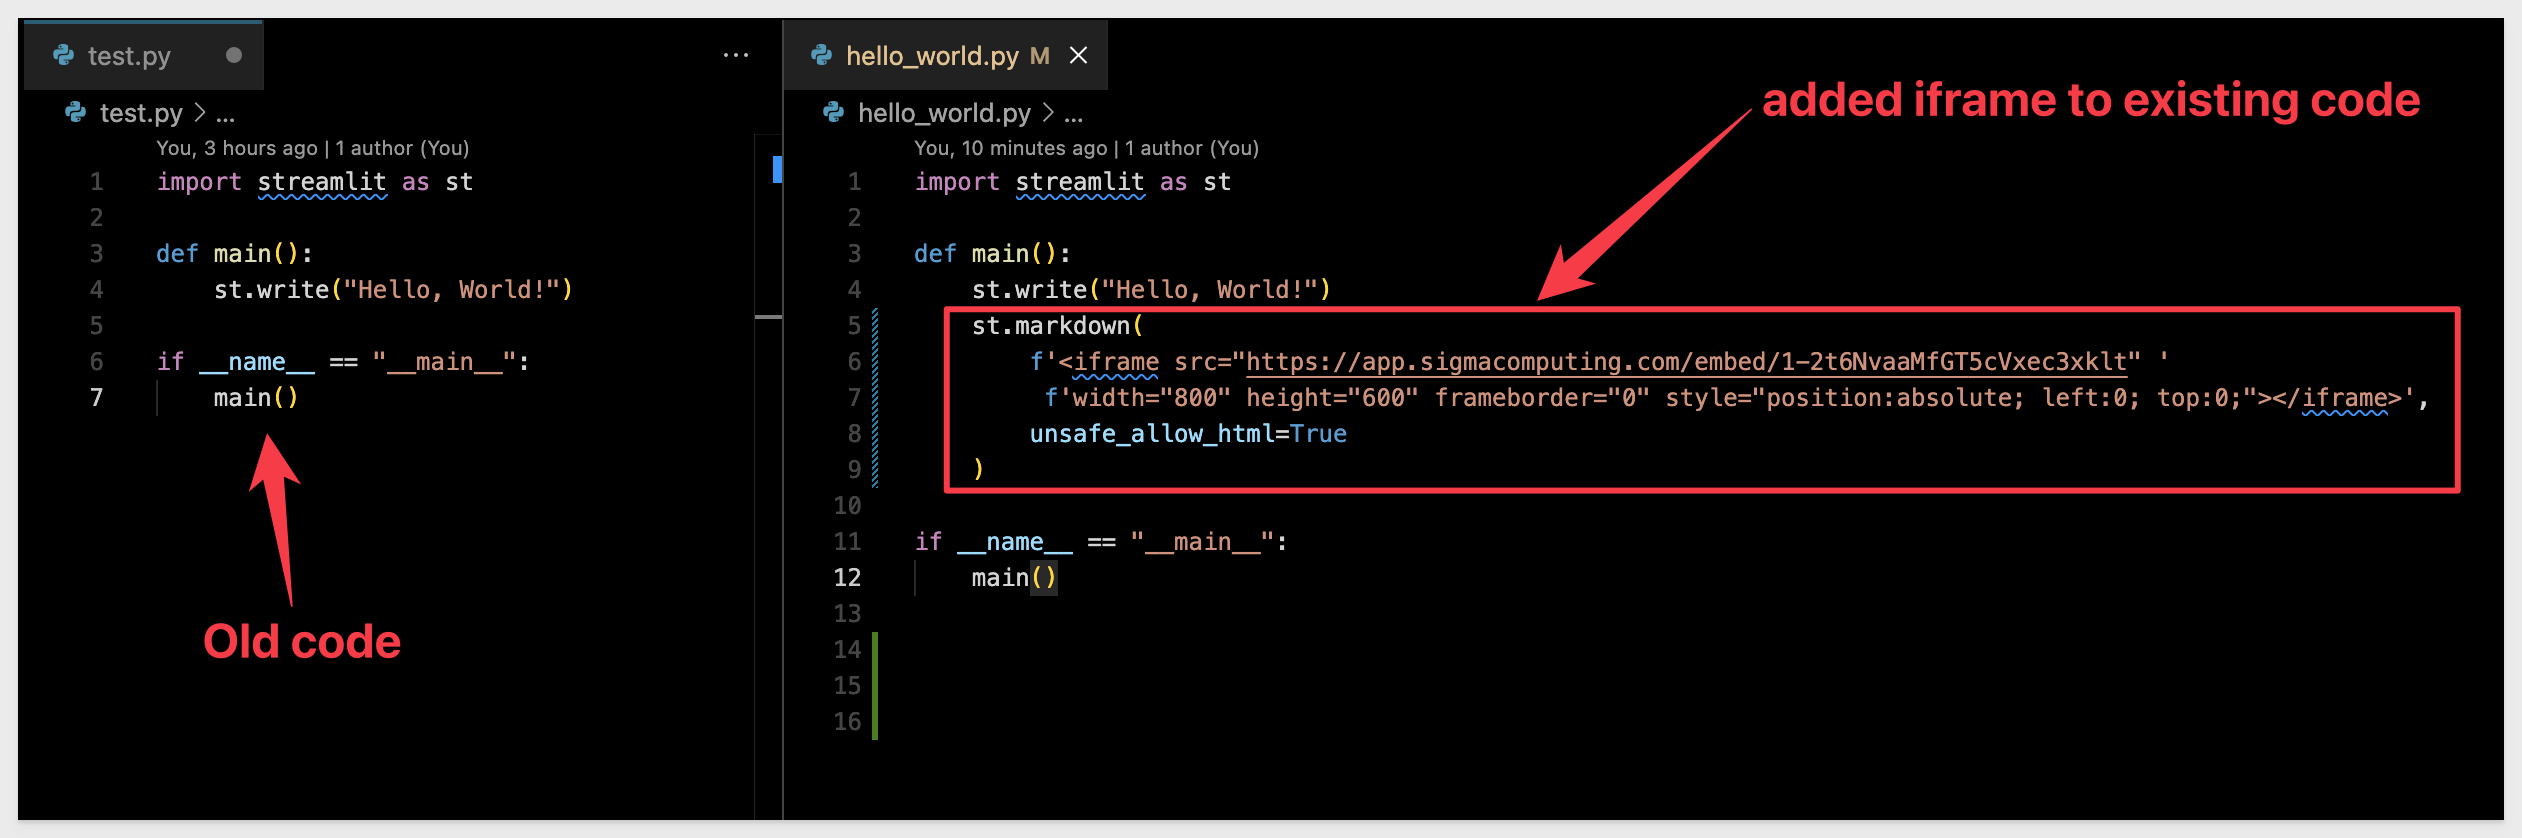 test.py
test.py > ...
You, 3 hours ago | 1 author (You)
1 import streamlit as st
2
3 def main():
4     st.write("Hello, World!")
5
6 if __name__ == "__main__":
7     main()
Old code
hello_world.py M
hello_world.py > ...
added iframe to existing code
You, 10 minutes ago | 1 author (You)
1 import streamlit as st
2
3 def main():
4     st.write("Hello, World!")
5     st.markdown(
6         f'<iframe src="https://app.sigmacomputing.com/embed/1-2t6NvaaMfGT5cVxec3xklt" '
7          f'width="800" height="600" frameborder="0" style="position:absolute; left:0; top:0;"></iframe>',
8         unsafe_allow_html=True
9     )
10
11 if __name__ == "__main__":
12     main()
13
14
15
16